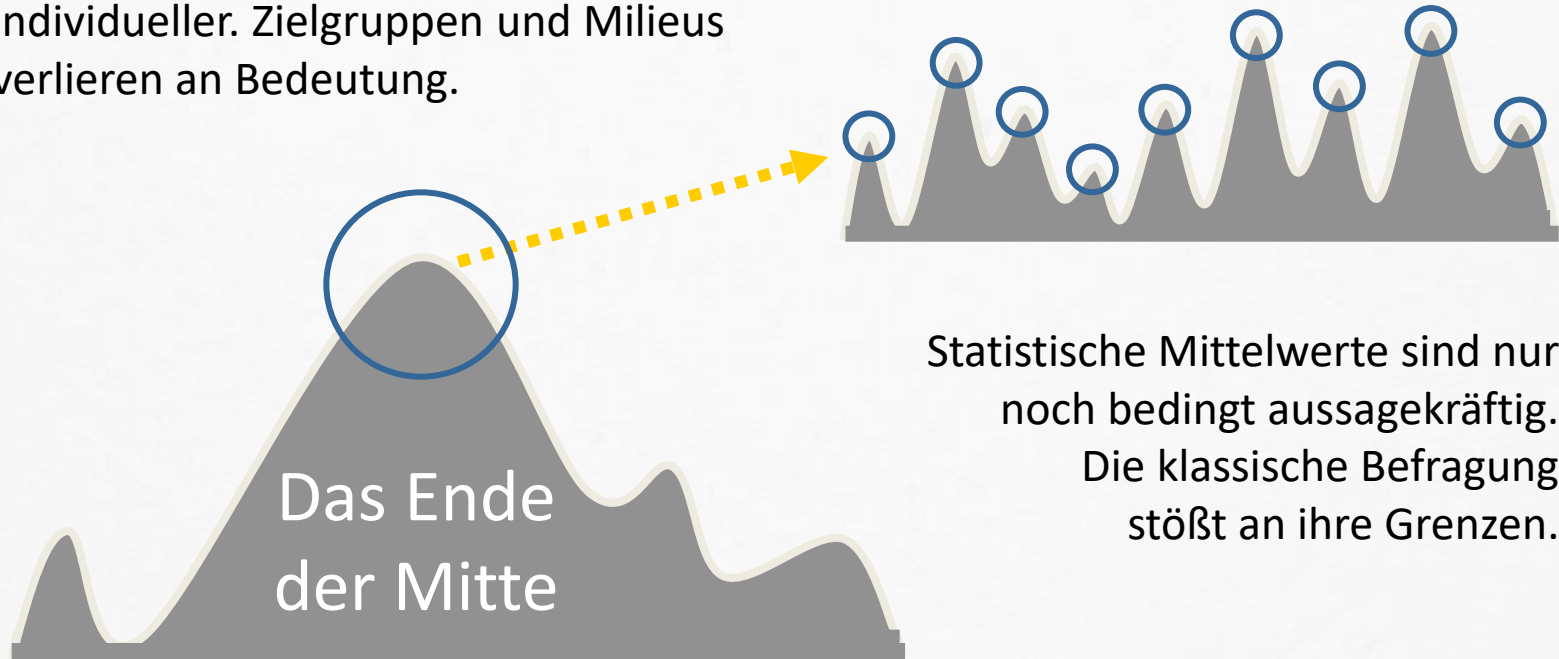 ndividueller. Zielgruppen und Milieus
verlieren an Bedeutung.
Statistische Mittelwerte sind nur
noch bedingt aussagekräftig.
Die klassische Befragung
stößt an ihre Grenzen.
Das Ende
der Mitte